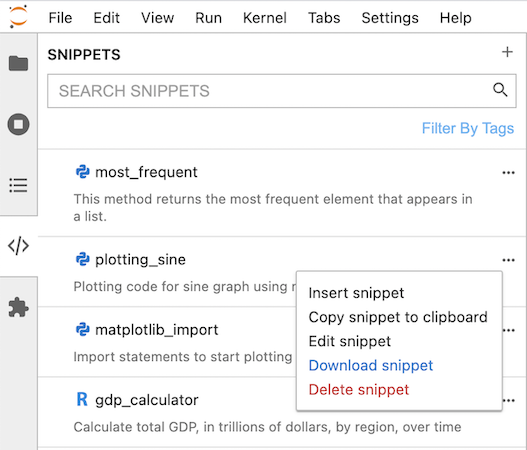 File Edit View Run Kernel Tabs Settings Help
SNIPPETS
SEARCH SNIPPETS
Filter By Tags
most_frequent
This method returns the most frequent element that appears in
a list.
plotting_sine
Plotting code for sine graph using
Insert snippet
Copy snippet to clipboard
Edit snippet
Download snippet
Delete snippet
matplotlib_import
Import statements to start plotting
R gdp_calculator
Calculate total GDP, in trillions of dollars, by region, over time